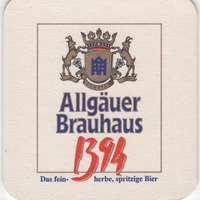 Allgäuer
Brauhaus
1394
Das fein- herbe, spritzige Bier